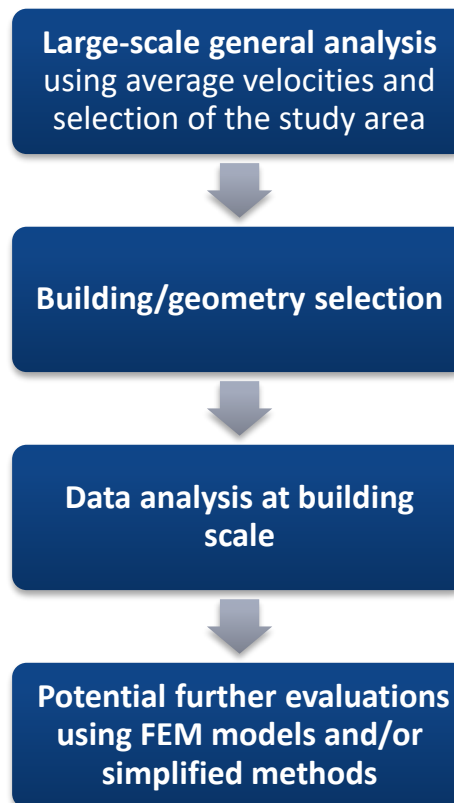 Large-scale general analysis
using average velocities and
selection of the study area
Building/geometry selection
Data analysis at building
scale
Potential further evaluations
using FEM models and/or
simplified methods